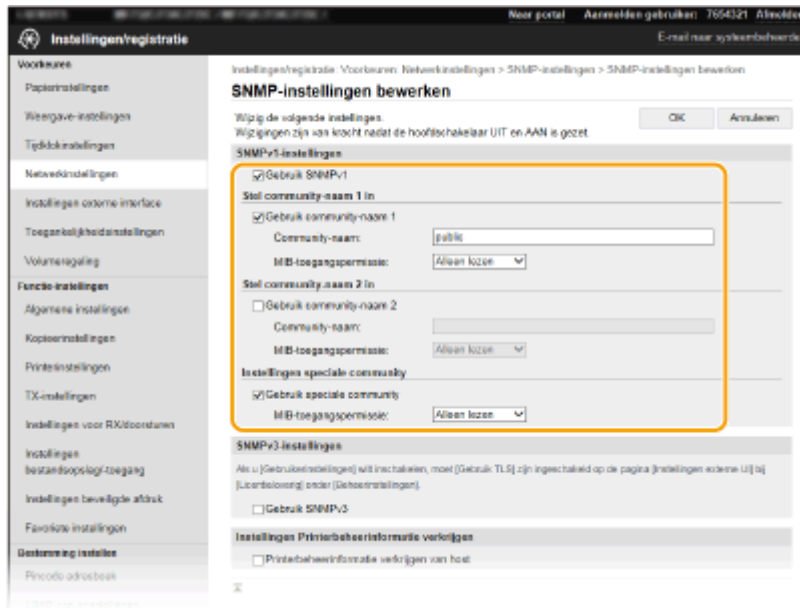 Naar portal Aanmelden gebruiker: 7654321 Afmelden
Instellingen/registratie
E-mail naar systeembeheerde
Voorkeuren
Papierinstellingen
Weergave-instellingen
Tijdklokinstellingen
Netwerkinstellingen
Instellingen externe interface
Toegankelijkheidsinstellingen
Volumeregeling
Functie-instellingen
Algemene instellingen
Kopieerinstellingen
Printerinstellingen
TX-instellingen
Instellingen voor RX/doorsturen
Instellingen
bestandsopslag/-toegang
Instellingen beveiligde afdruk
Favoriete instellingen
Bestemming instellen
Pincode adresboek
Instellingen/registratie: Voorkeuren: Netwerkinstellingen > SNMP-instellingen > SNMP-instellingen bewerken
SNMP-instellingen bewerken
Wijzig de volgende instellingen.
Wijzigingen zijn van kracht nadat de hoofdschakelaar UIT en AAN is gezet.
OK Annuleren
SNMPv1-instellingen
Gebruik SNMPv1
Stel community-naam 1 in
Gebruik community-naam 1
Community-naam: public
MIB-toegangspermissie: Alleen lezen
Stel community-naam 2 in
Gebruik community-naam 2
Community-naam:
MIB-toegangspermissie: Alleen lezen
Instellingen speciale community
Gebruik speciale community
MIB-toegangspermissie: Alleen lezen
SNMPv3-instellingen
Als u [Gebruikerinstellingen] wilt inschakelen, moet [Gebruik TLS] zijn ingeschakeld op de pagina [Instellingen externe UI] bij
[Licentie/overig] onder [Beheerinstellingen].
Gebruik SNMPv3
Instellingen Printerbeheerinformatie verkrijgen
Printerbeheerinformatie verkrijgen van host